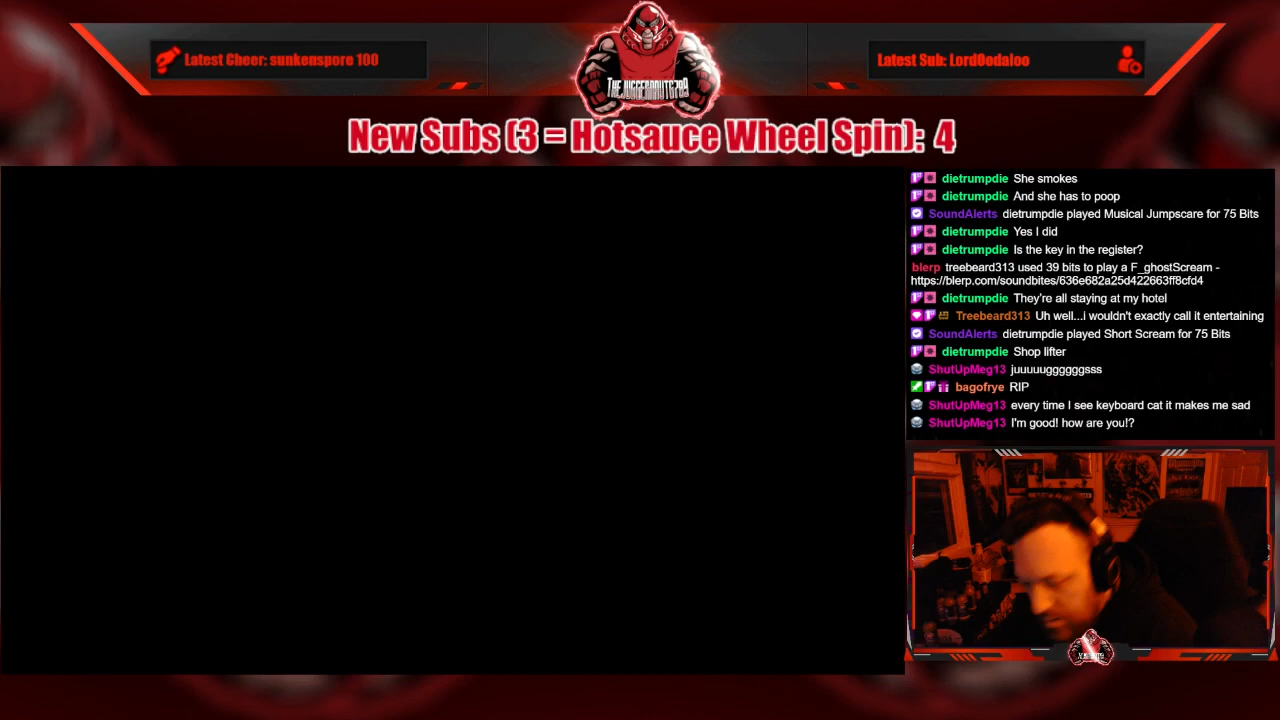 Latest Cheer: sunkenspore 100
THEJUGGERNAUT6789
Latest Sub: LordOodaloo
New Subs (3 = Hotsauce Wheel Spin): 4
dietrumpdie She smokes
dietrumpdie And she has to poop
SoundAlerts dietrumpdie played Musical Jumpscare for 75 Bits
dietrumpdie Yes I did
dietrumpdie Is the key in the register?
blerp treebeard313 used 39 bits to play a F_ghostScream -
https://blerp.com/soundbites/636e682a25d422663ff8cfd4
dietrumpdie They're all staying at my hotel
Treebeard313 Uh well...i wouldn't exactly call it entertaining
SoundAlerts dietrumpdie played Short Scream for 75 Bits
dietrumpdie Shop lifter
ShutUpMeg13 juuuuuggggggsss
bagofrye RIP
ShutUpMeg13 every time I see keyboard cat it makes me sad
ShutUpMeg13 I'm good! how are you!?